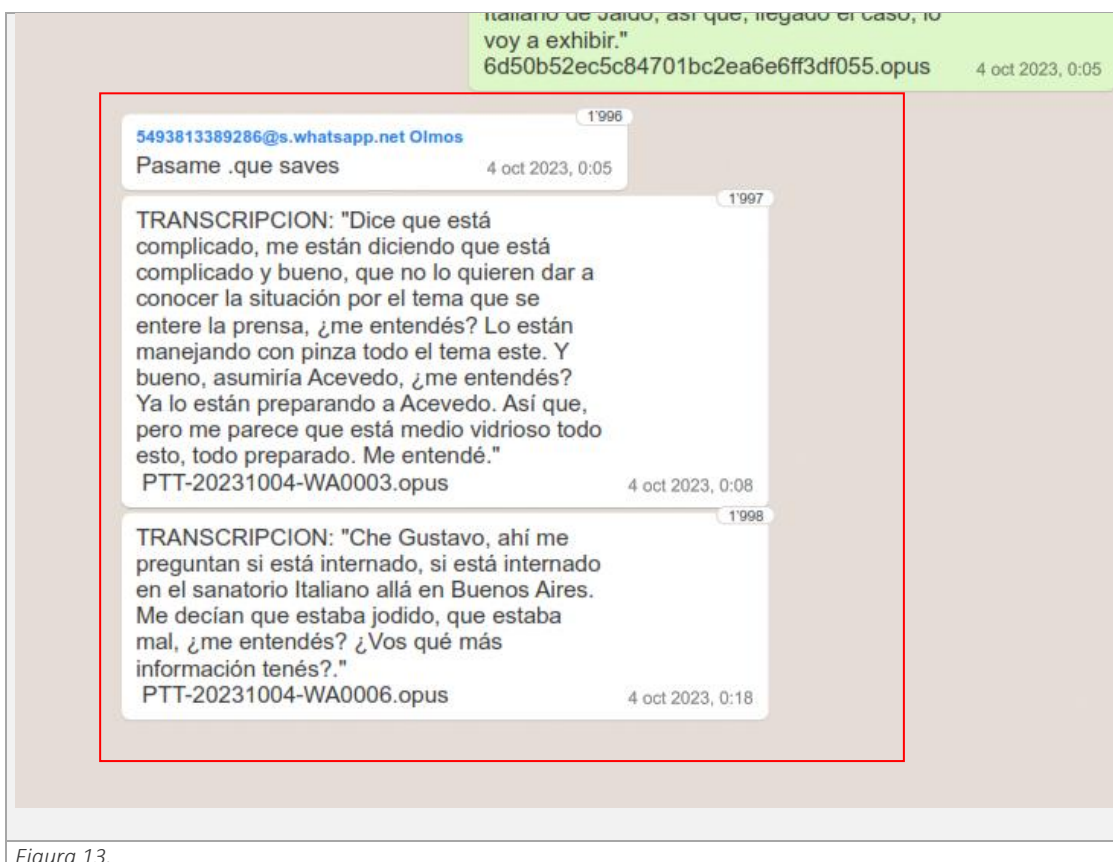 Italiano de Jaldo, así que, llegado el caso, lo
voy a exhibir."
6d50b52ec5c84701bc2ea6e6ff3df055.opus 4 oct 2023, 0:05
1'996
5493813389286@s.whatsapp.net Olmos
Pasame .que saves 4 oct 2023, 0:05
1'997
TRANSCRIPCION: "Dice que está
complicado, me están diciendo que está
complicado y bueno, que no lo quieren dar a
conocer la situación por el tema que se
entere la prensa, ¿me entendés? Lo están
manejando con pinza todo el tema este. Y
bueno, asumiría Acevedo, ¿me entendés?
Ya lo están preparando a Acevedo. Así que,
pero me parece que está medio vidrioso todo
esto, todo preparado. Me entendé."
PTT-20231004-WA0003.opus 4 oct 2023, 0:08
1'998
TRANSCRIPCION: "Che Gustavo, ahí me
preguntan si está internado, si está internado
en el sanatorio Italiano allá en Buenos Aires.
Me decían que estaba jodido, que estaba
mal, ¿me entendés? ¿Vos qué más
información tenés?."
PTT-20231004-WA0006.opus 4 oct 2023, 0:18
Figura 13.